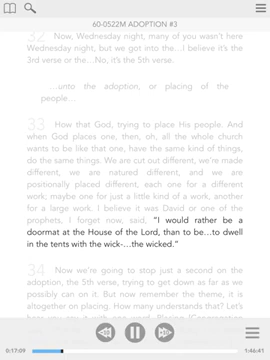 60-0522M ADOPTION #3
32 Now, Wednesday night, many of you wasn't here
Wednesday night, but we got into the…I believe it's the
3rd verse or the…No, it's the 5th verse.
…unto the adoption, or placing of the
people…
33 How that God, trying to place His people. And
when God places one, then, oh, all the whole church
wants to be like that one, have the same kind of things,
do the same things. We are cut out different, we're made
different, we are natured different, and we are
positionally placed different, each one for a different
work; maybe one for just a little kind of a work, another
for a large work. I believe it was David or one of the
prophets, I forget now, said, “I would rather be a
doormat at the House of the Lord, than to be…to dwell
in the tents with the wick-…the wicked.”
34 Now we're going to stop just a second on the
adoption, the 5th verse, trying to get down as far as we
possibly can on it. But now remember the theme, it is
altogether on placing. How many understands that? Let's
0:17:09
1:46:41